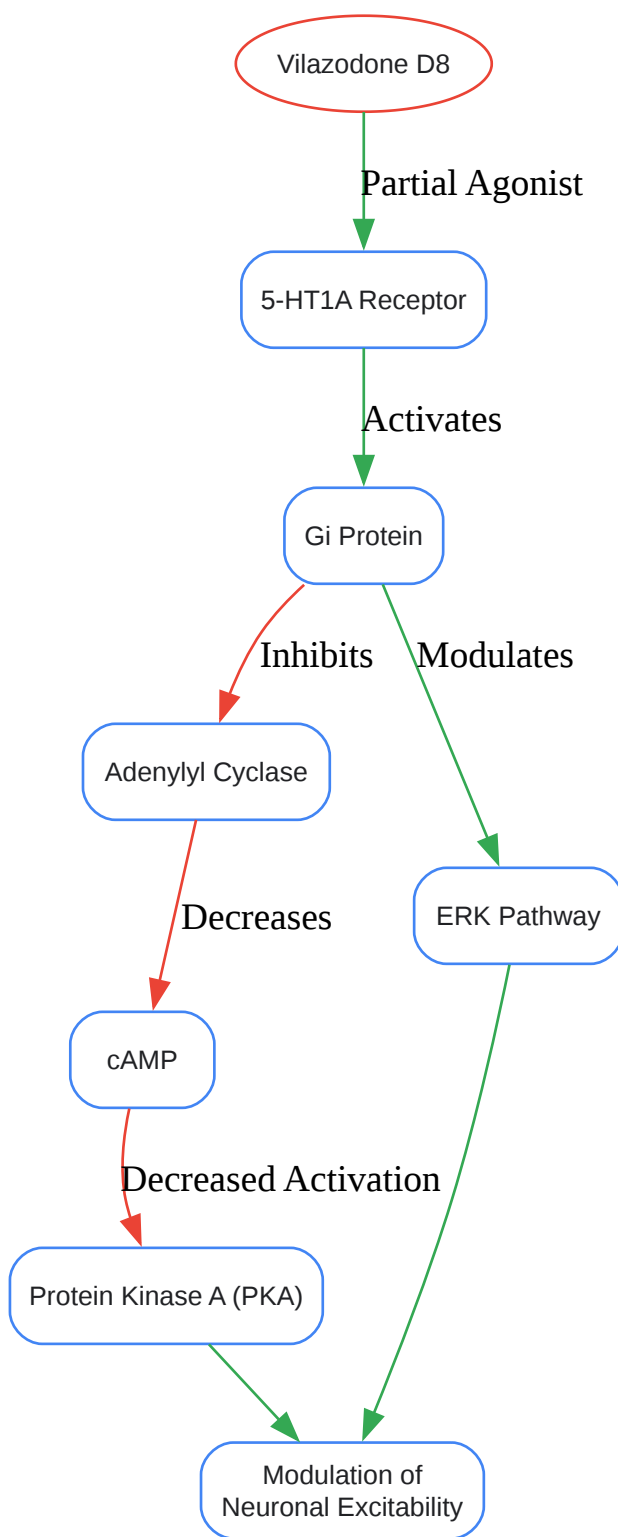 Vilazodone D8
Partial Agonist
5-HT1A Receptor
Activates
Gi Protein
Inhibits
Modulates
Adenylyl Cyclase
ERK Pathway
Decreases
cAMP
Decreased Activation
Protein Kinase A (PKA)
Modulation of
Neuronal Excitability